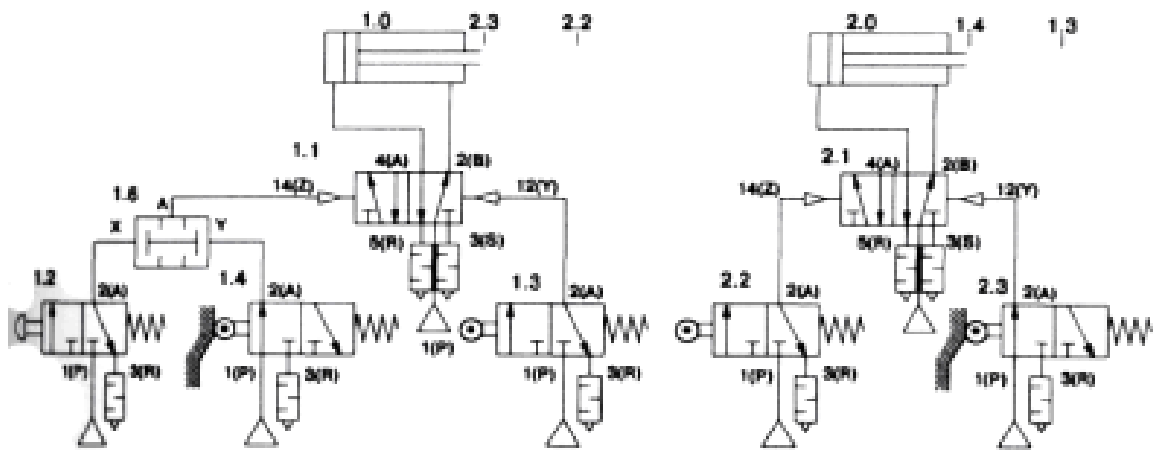 1.0 2.3 2.2 2.0 1.4 1.3
1.1 4(A) 2(B) 2.1 4(A) 2(B)
1.6 A 14(Z) 12(Y) 14(Z) 12(Y)
X Y
5(R) 3(S) 5(R) 3(S)
1.2 2(A) 1.4 2(A) 1.3 2(A) 2.2 2(A) 2.3 2(A)
1(P)
1(P) 3(R) 1(P) 3(R) 1(P) 3(R) 1(P) 3(R) 1(P) 3(R)